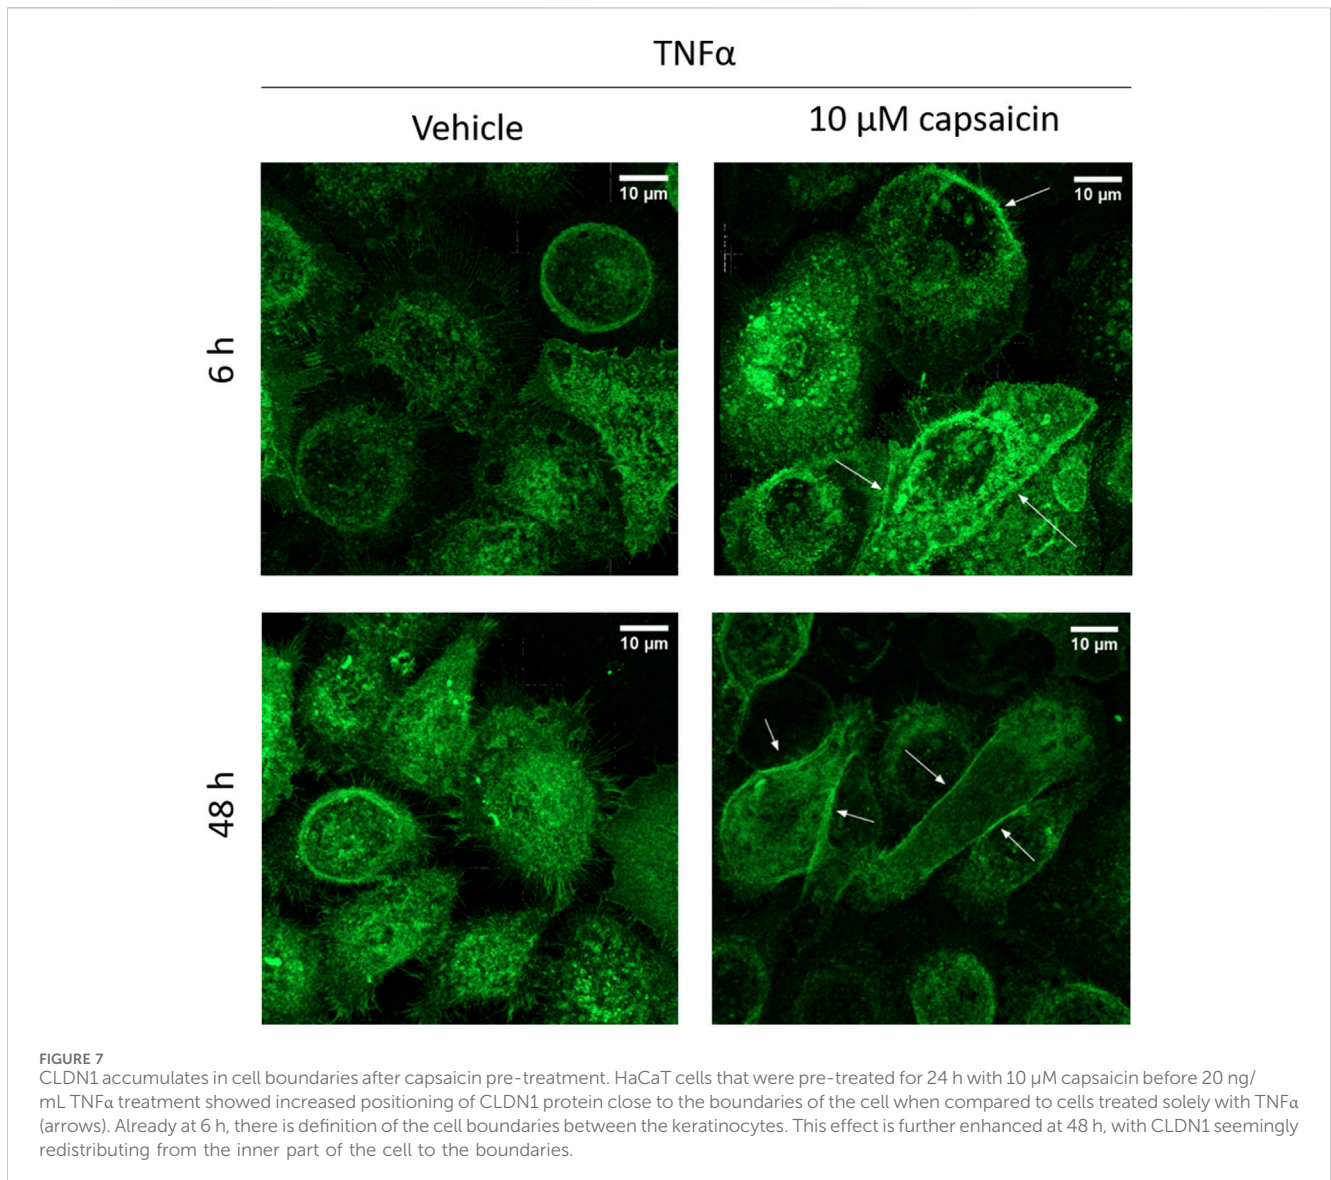 TNFα
Vehicle
10 µM capsaicin
6 h
10 µm
10 µm
48 h
10 µm
10 µm
FIGURE 7
CLDN1 accumulates in cell boundaries after capsaicin pre-treatment. HaCaT cells that were pre-treated for 24 h with 10 µM capsaicin before 20 ng/
mL TNFα treatment showed increased positioning of CLDN1 protein close to the boundaries of the cell when compared to cells treated solely with TNFα
(arrows). Already at 6 h, there is definition of the cell boundaries between the keratinocytes. This effect is further enhanced at 48 h, with CLDN1 seemingly
redistributing from the inner part of the cell to the boundaries.